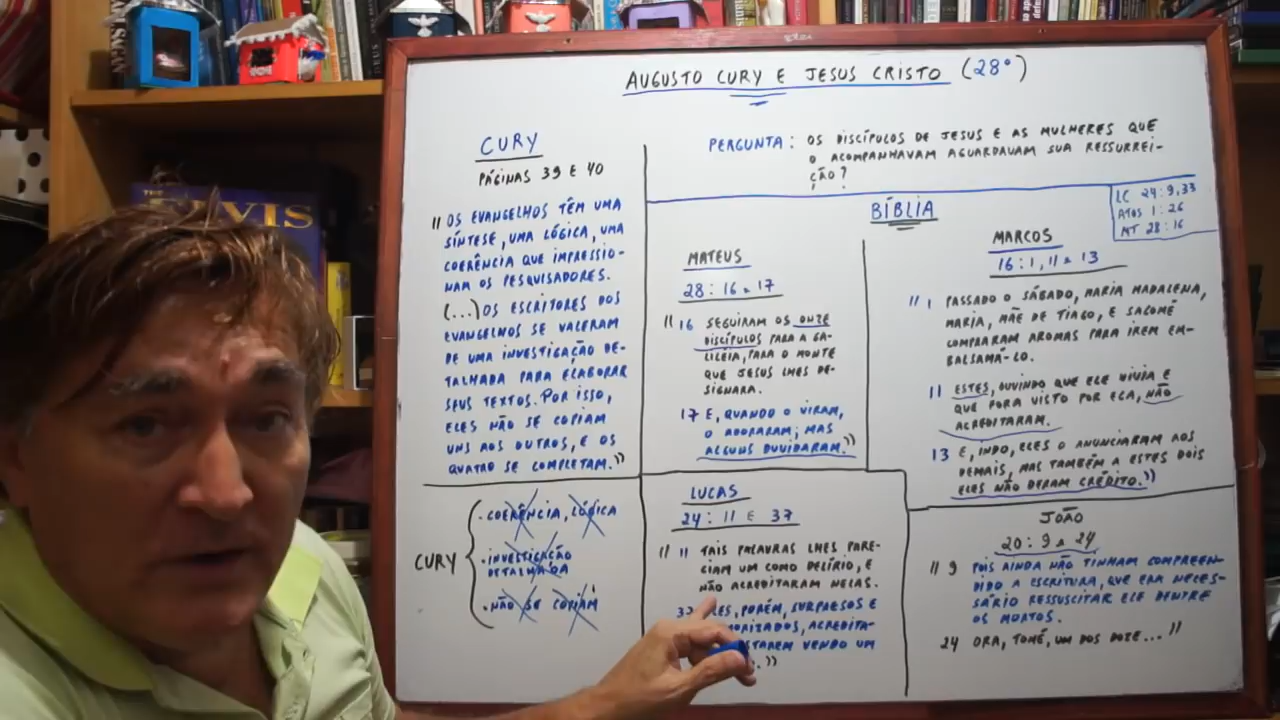 THE
ELVIS
AUGUSTO CURY E JESUS CRISTO (28º)
CURY
PÁGINAS 39 E 40
"OS EVANGELHOS TÊM UMA
SÍNTESE, UMA LÓGICA, UMA
COERÊNCIA QUE IMPRESSIO-
NAM OS PESQUISADORES.
(...) OS ESCRITORES DOS
EVANGELHOS SE VALERAM
DE UMA INVESTIGAÇÃO DE-
TALHADA PARA ELABORAR
SEUS TEXTOS. POR ISSO,
ELES NÃO SE COPIAM
UNS AOS OUTROS, E OS
QUATRO SE COMPLETAM."
CURY
• COERÊNCIA, LÓGICA
• INVESTIGAÇÃO
DETALHADA
• NÃO SE COPIAM
PERGUNTA: OS DISCÍPULOS DE JESUS E AS MULHERES QUE
O ACOMPANHAVAM AGUARDAVAM SUA RESSURREI-
ÇÃO?
BÍBLIA
LC 24:9,33
ATOS 1:26
MT 28:16
MATEUS
28:16 a 17
"16 SEGUIRAM OS ONZE
DISCÍPULOS PARA A GA-
LILÉIA, PARA O MONTE
QUE JESUS LHES DE-
SIGNARA.
17 E, QUANDO O VIRAM,
O ADORARAM; MAS
ALGUNS DUVIDARAM."
MARCOS
16:1, 11 a 13
"1 PASSADO O SÁBADO, MARIA MADALENA,
MARIA, MÃE DE TIAGO, E SALOMÉ
COMPRARAM AROMAS PARA IREM EM-
BALSAMÁ-LO.
11 ESTES, OUVINDO QUE ELE VIVIA E
QUE FORA VISTO POR ELA, NÃO
ACREDITARAM.
13 E, INDO, ELES O ANUNCIARAM AOS
DEMAIS, MAS TAMBÉM A ESTES DOIS
ELES NÃO DERAM CRÉDITO."
LUCAS
24:11 E 37
"11 TAIS PALAVRAS LHES PARE-
CIAM UM COMO DELÍRIO, E
NÃO ACREDITARAM NELAS.
PORÉM, SURPRESOS E
ACREDITA-
VENDO UM
"
JOÃO
20:9 a 24
"9 POIS AINDA NÃO TINHAM COMPREEN-
DIDO A ESCRITURA, QUE ERA NECES-
SÁRIO RESSUSCITAR ELE DENTRE
OS MORTOS.
24 ORA, TOMÉ, UM DOS DOZE..."